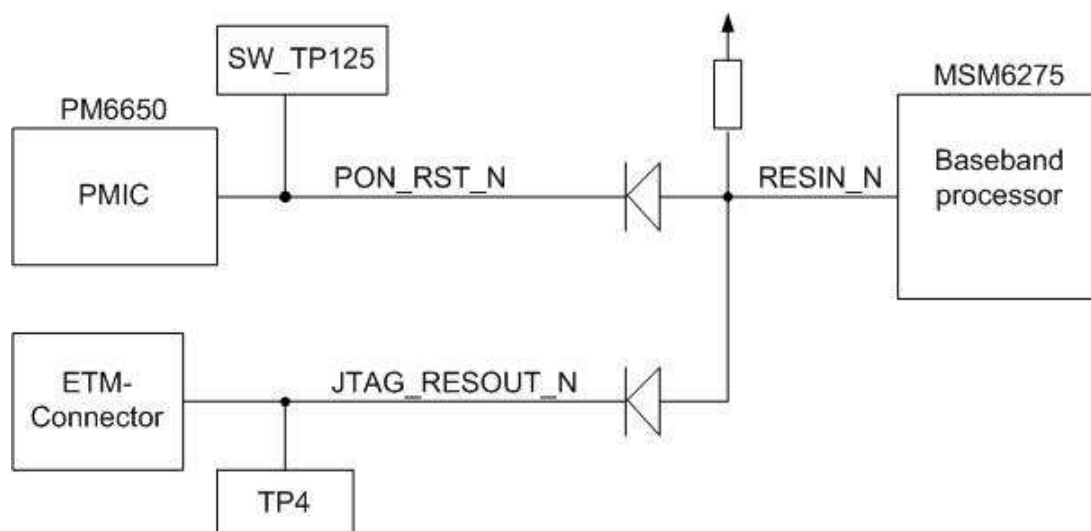 SW_TP125
PM6650
MSM6275
PMIC
PON_RST_N
RESIN_N
Baseband
processor
ETM-
Connector
JTAG_RESOUT_N
TP4